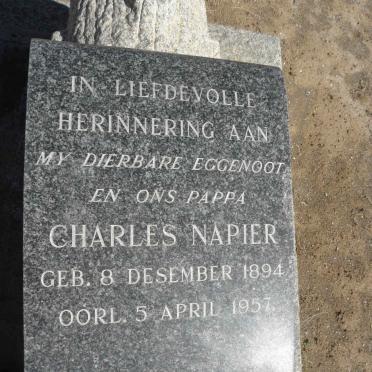 IN LIEFDEVOLLE
HERINNERING AAN
MY DIERBARE EGGENOOT
EN ONS PAPPA
CHARLES NAPIER
GEB. 8 DESEMBER 1894
OORL. 5 APRIL 1957.